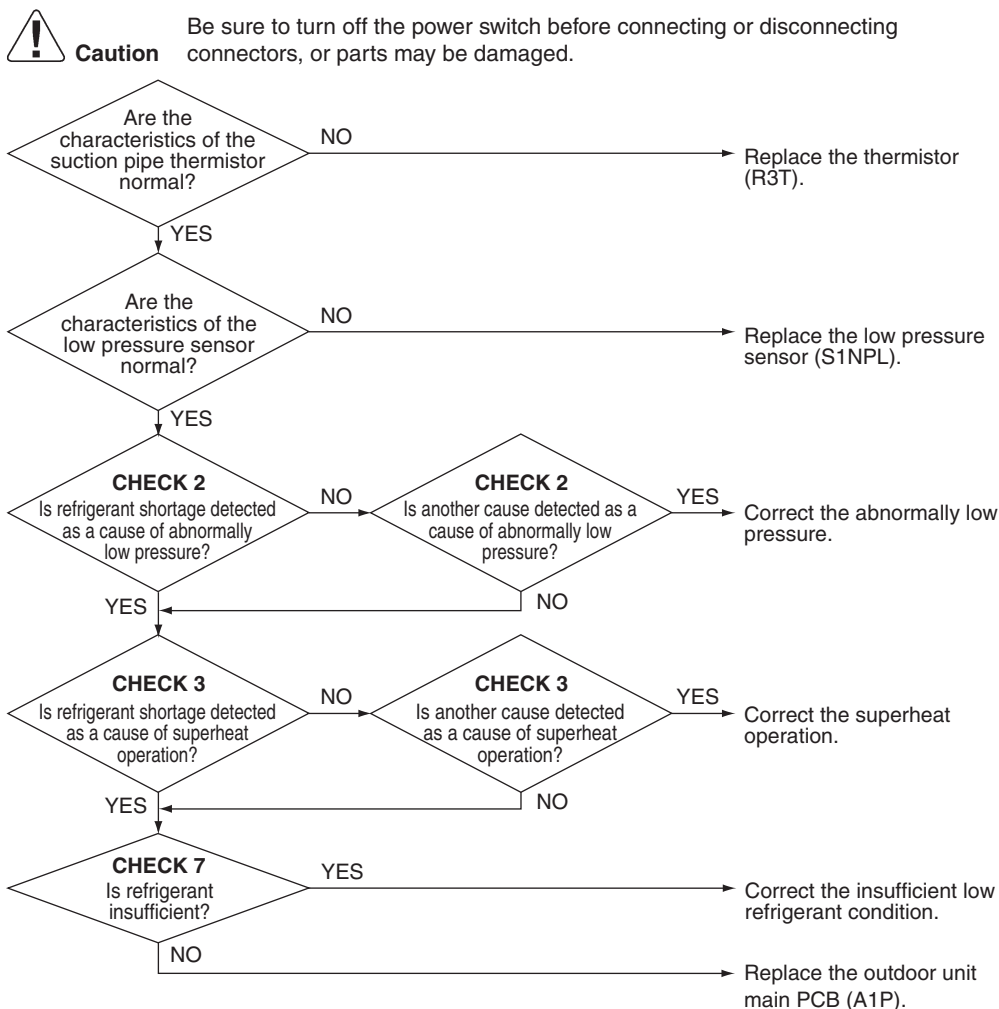 Be sure to turn off the power switch before connecting or disconnecting
Caution connectors, or parts may be damaged.
Are the
characteristics of the
suction pipe thermistor
normal?
NO
Replace the thermistor
(R3T).
YES
Are the
characteristics of the
low pressure sensor
normal?
NO
Replace the low pressure
sensor (S1NPL).
YES
CHECK 2
Is refrigerant shortage detected
as a cause of abnormally
low pressure?
NO
CHECK 2
Is another cause detected as a
cause of abnormally low
pressure?
YES
Correct the abnormally low
pressure.
YES
NO
CHECK 3
Is refrigerant shortage detected
as a cause of superheat
operation?
NO
CHECK 3
Is another cause detected
as a cause of superheat
operation?
YES
Correct the superheat
operation.
YES
NO
CHECK 7
Is refrigerant
insufficient?
YES
Correct the insufficient low
refrigerant condition.
NO
Replace the outdoor unit
main PCB (A1P).